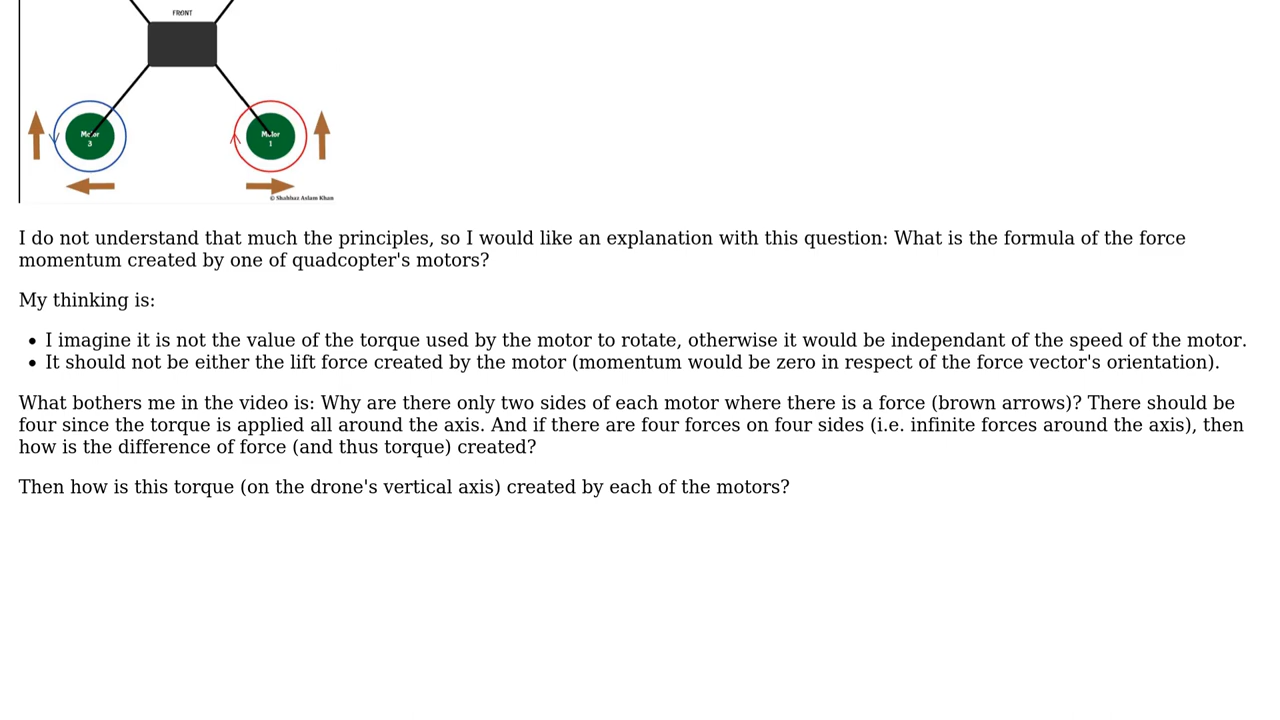 FRONT
Motor
3
Motor
1
© Shahbaz Aslam Khan
I do not understand that much the principles, so I would like an explanation with this question: What is the formula of the force
momentum created by one of quadcopter's motors?
My thinking is:
• I imagine it is not the value of the torque used by the motor to rotate, otherwise it would be independant of the speed of the motor.
• It should not be either the lift force created by the motor (momentum would be zero in respect of the force vector's orientation).
What bothers me in the video is: Why are there only two sides of each motor where there is a force (brown arrows)? There should be
four since the torque is applied all around the axis. And if there are four forces on four sides (i.e. infinite forces around the axis), then
how is the difference of force (and thus torque) created?
Then how is this torque (on the drone's vertical axis) created by each of the motors?